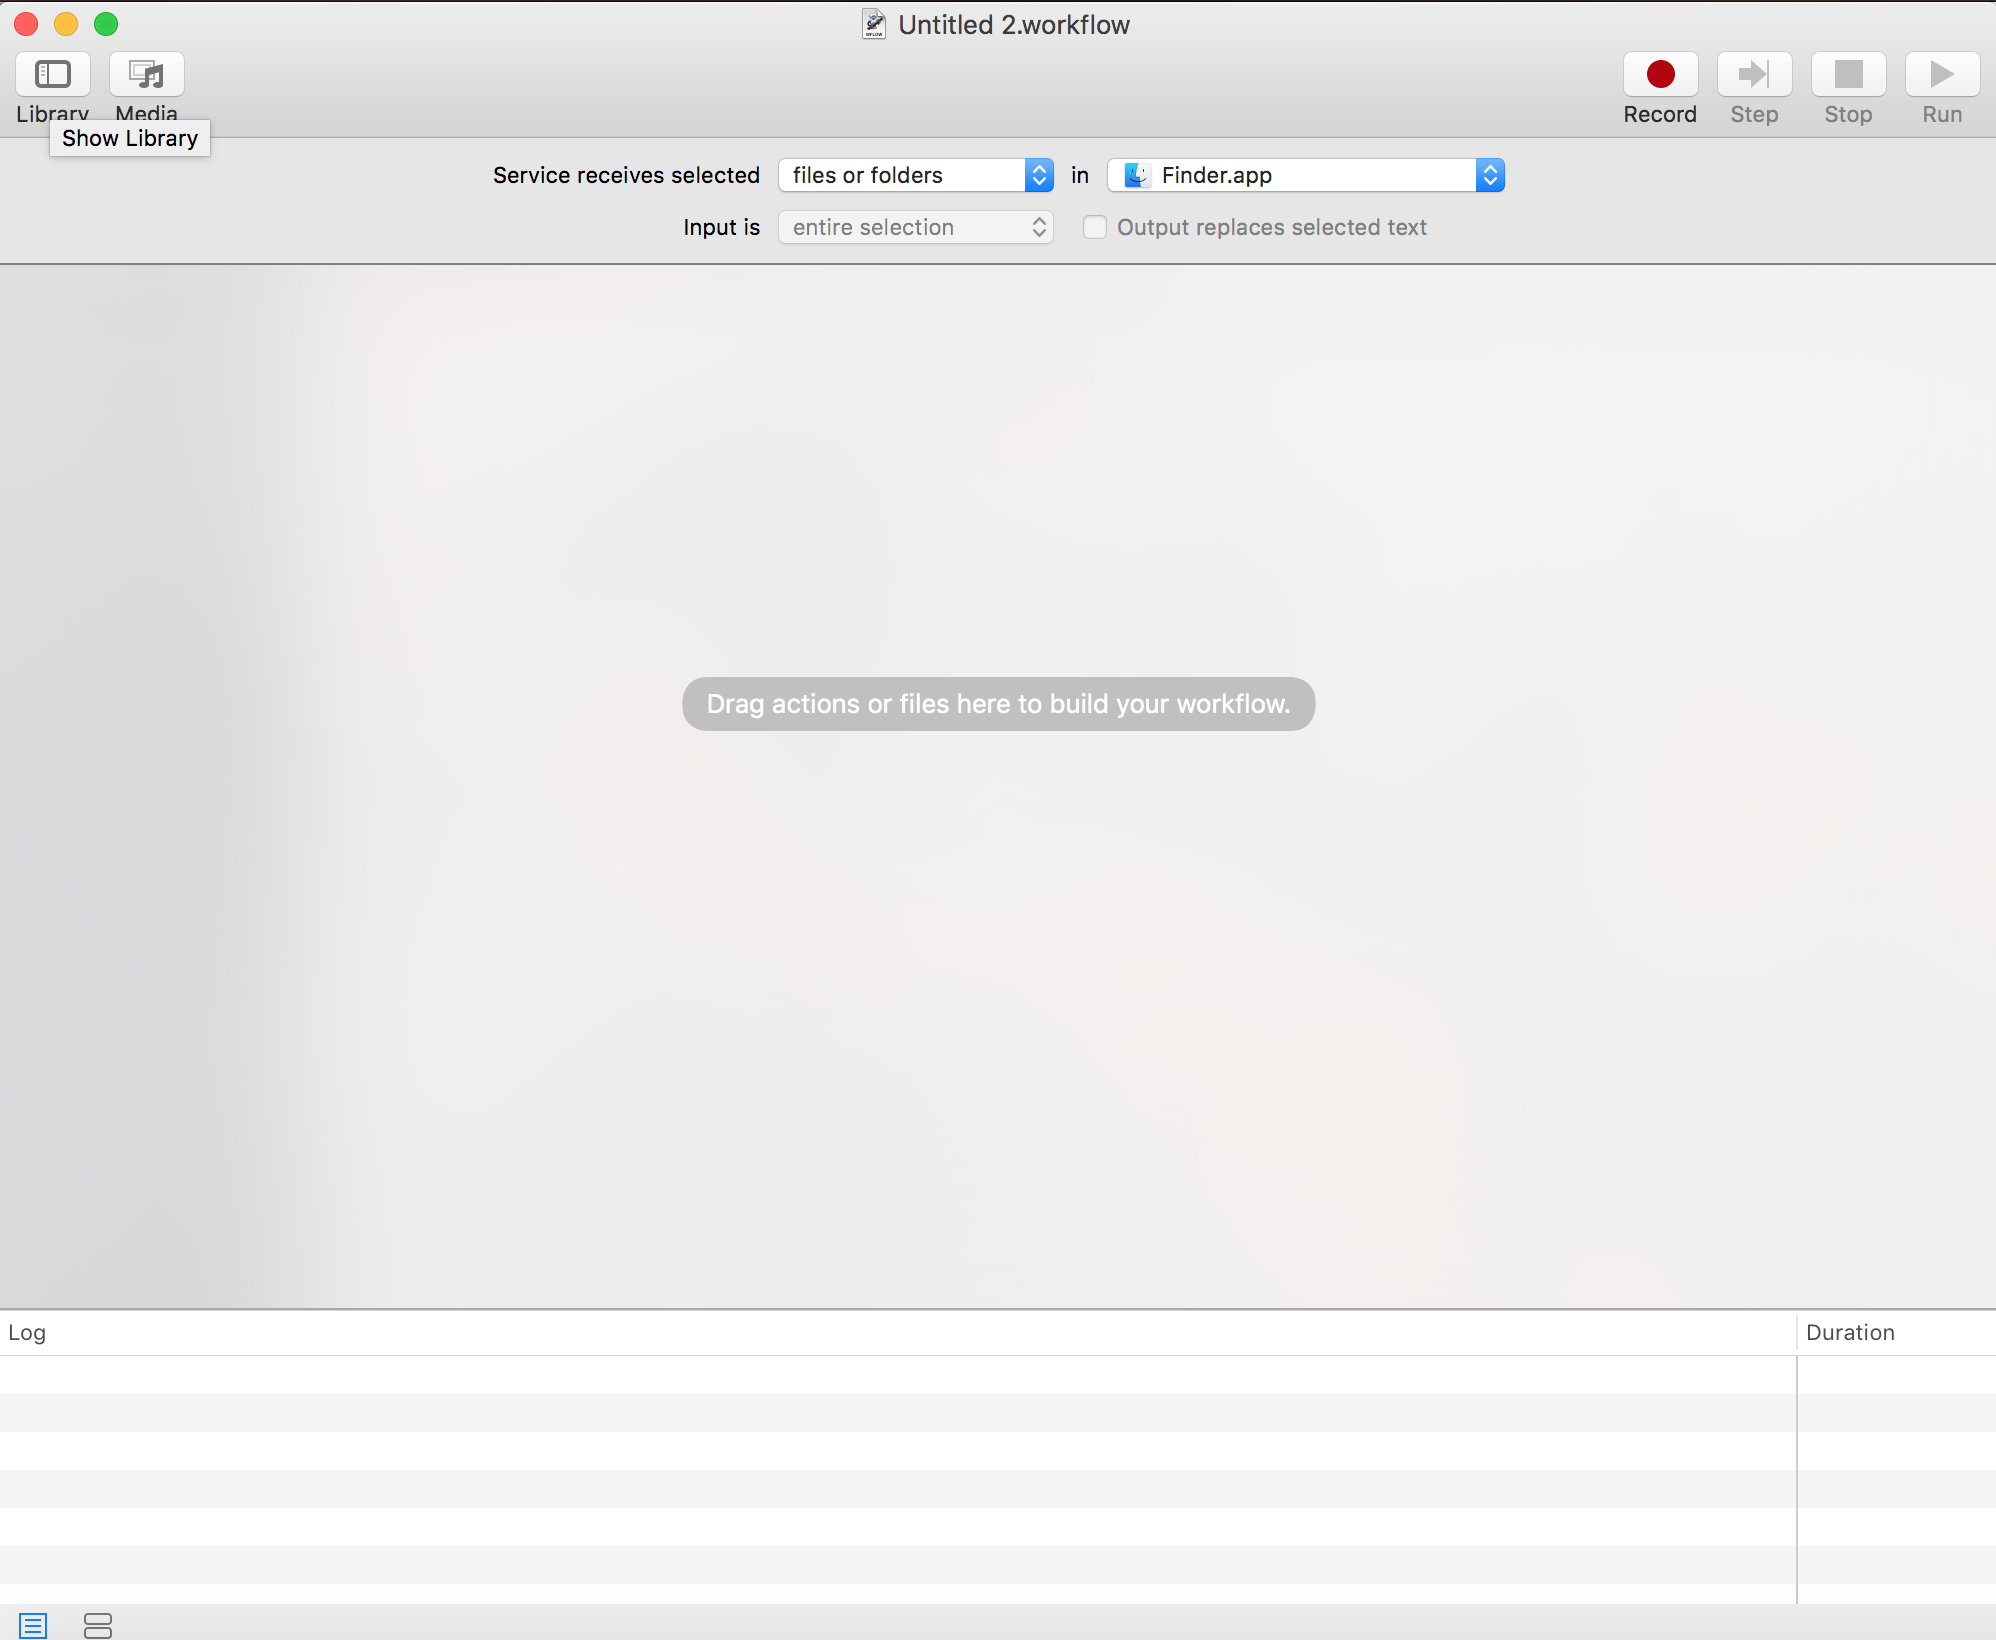 Untitled 2.workflow
Library Media Record Step Stop Run
Show Library
Service receives selected files or folders in Finder.app
Input is entire selection Output replaces selected text
Drag actions or files here to build your workflow.
Log Duration